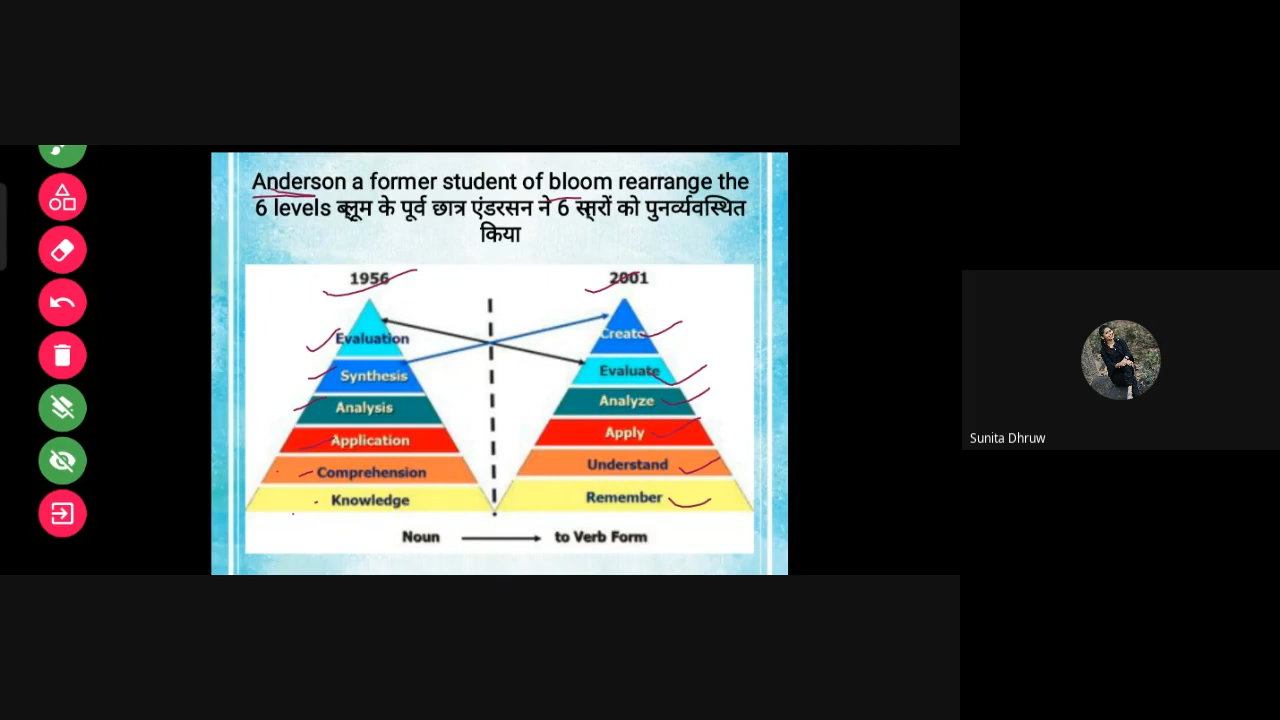 Anderson a former student of bloom rearrange the
6 levels ब्लूम के पूर्व छात्र एंडरसन ने 6 स्तरों को पुनर्व्यवस्थित
किया
1956
2001
Evaluation
Create
Synthesis
Evaluate
Analysis
Analyze
Application
Apply
Comprehension
Understand
Knowledge
Remember
Noun
to Verb Form
Sunita Dhruw